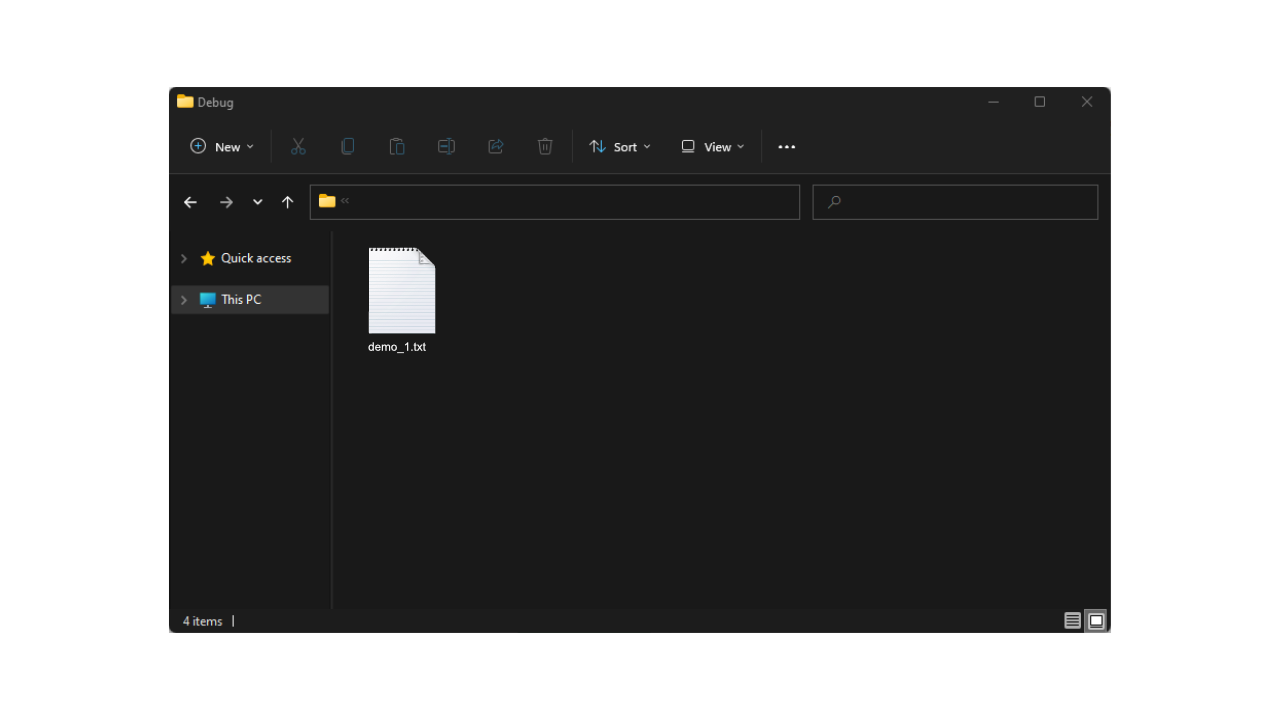 Debug
New
Sort
View
Quick access
This PC
demo_1.txt
4 items